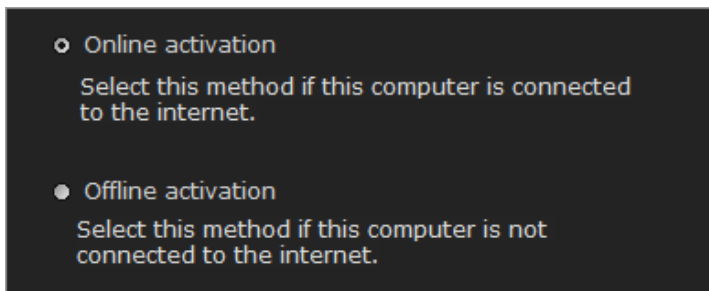 Online activation
Select this method if this computer is connected
to the internet.
Offline activation
Select this method if this computer is not
connected to the internet.